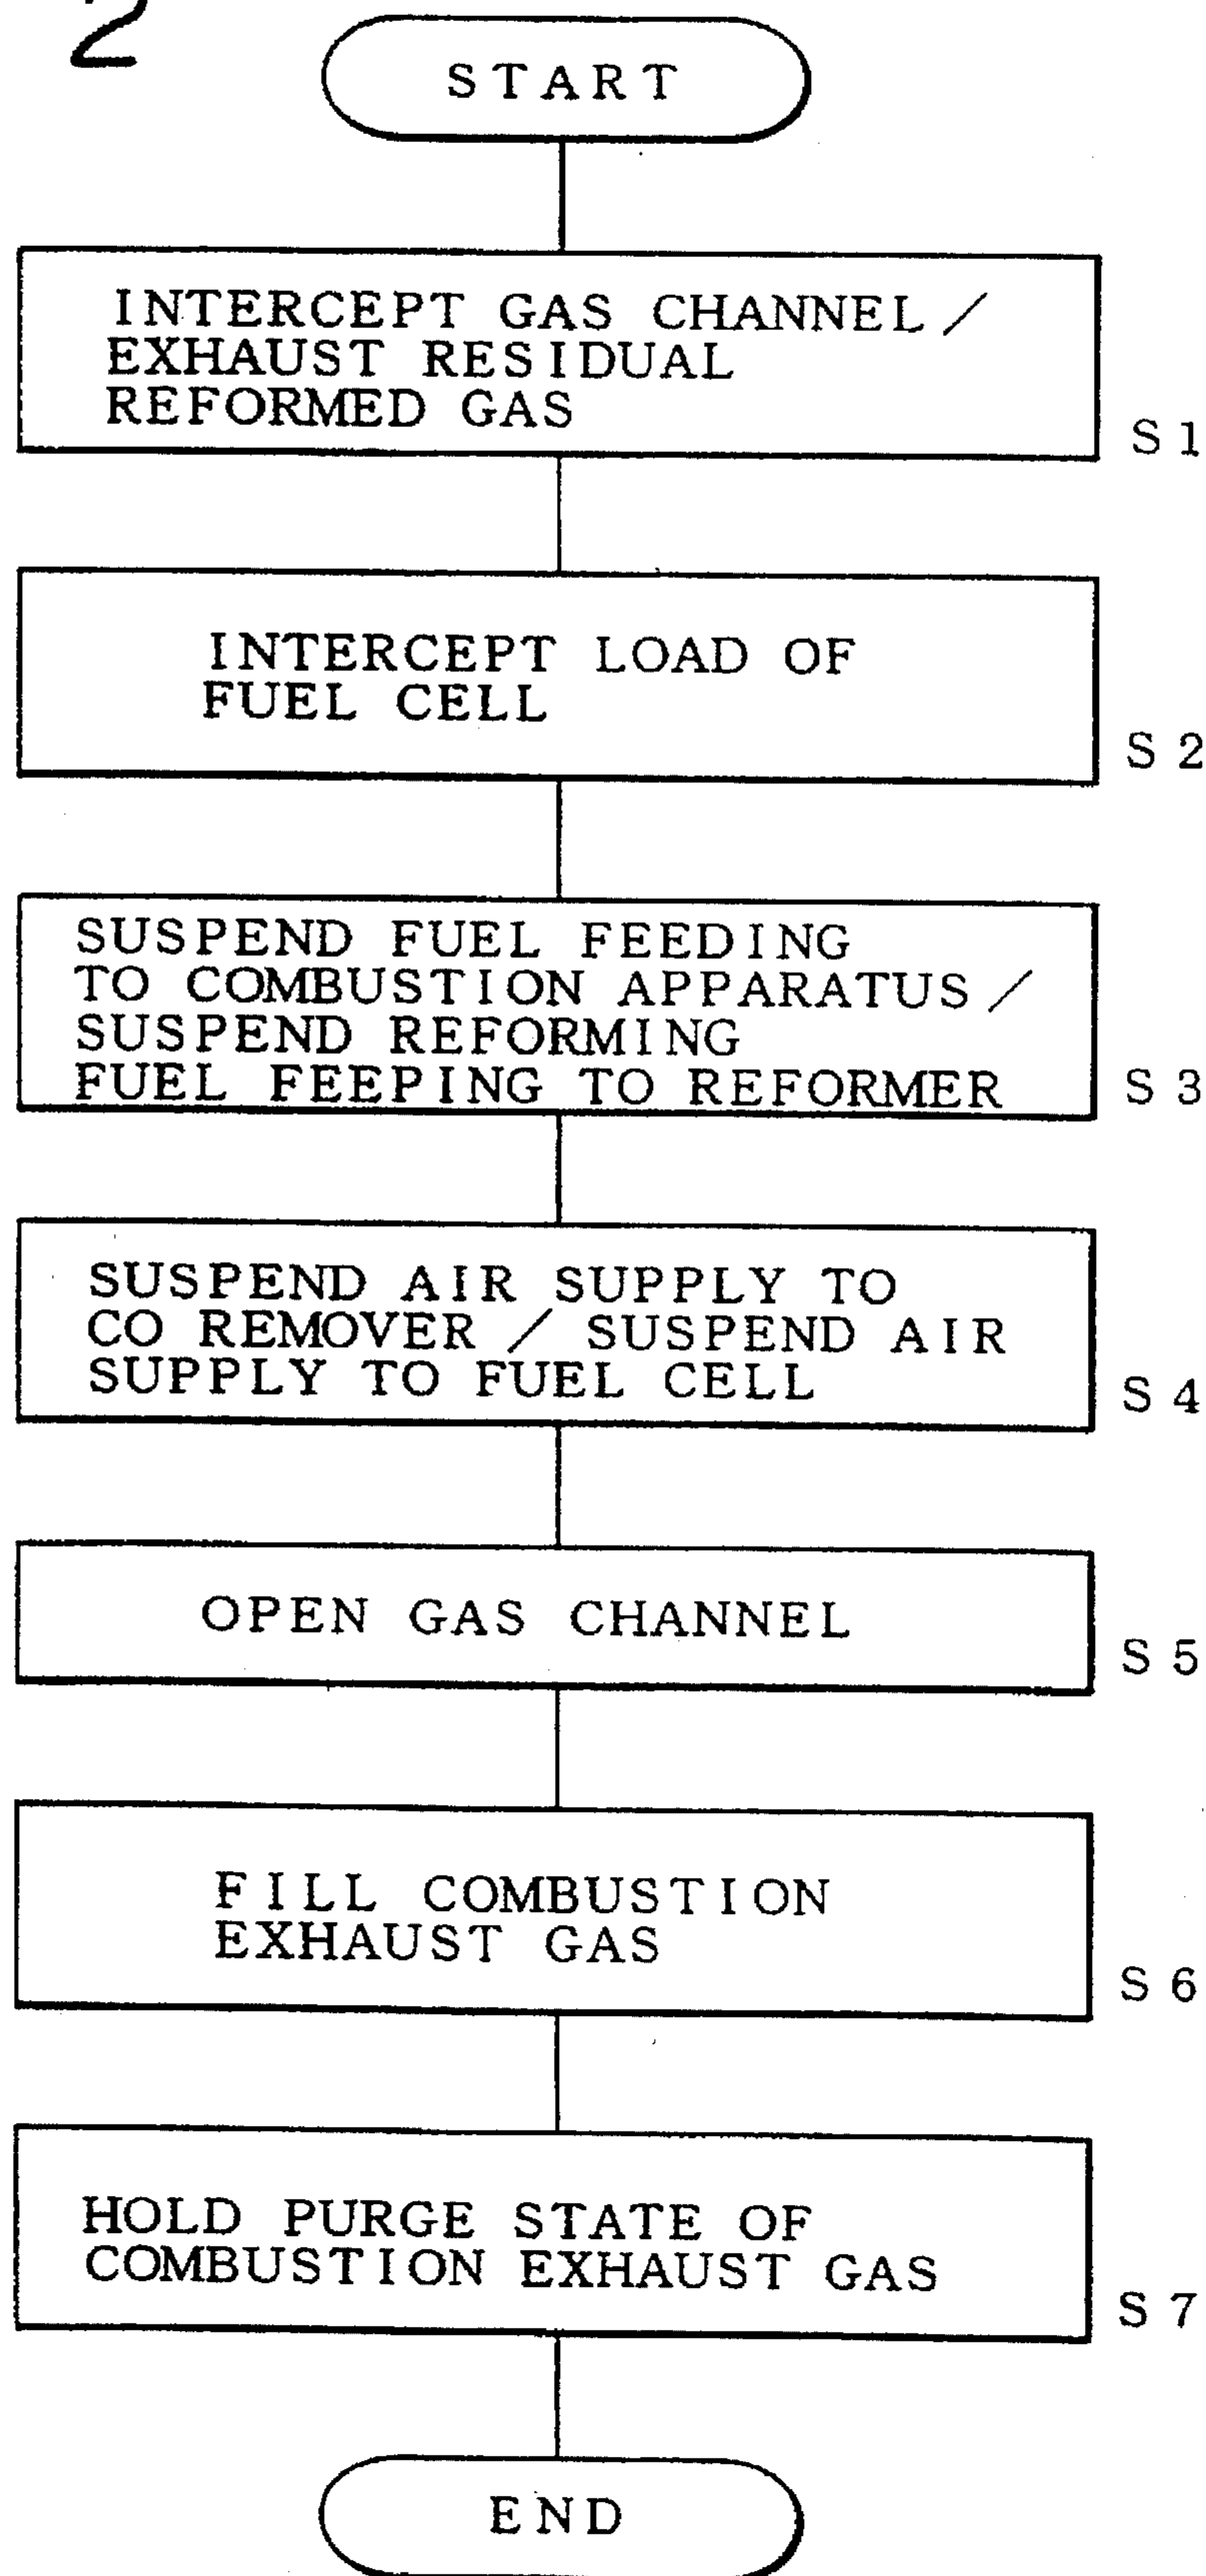 2
START
INTERCEPT GAS CHANNEL /
EXHAUST RESIDUAL
REFORMED GAS
S1
INTERCEPT LOAD OF
FUEL CELL
S2
SUSPEND FUEL FEEDING
TO COMBUSTION APPARATUS /
SUSPEND REFORMING
FUEL FEEPING TO REFORMER
S3
SUSPEND AIR SUPPLY TO
CO REMOVER / SUSPEND AIR
SUPPLY TO FUEL CELL
S4
OPEN GAS CHANNEL
S5
FILL COMBUSTION
EXHAUST GAS
S6
HOLD PURGE STATE OF
COMBUSTION EXHAUST GAS
S7
END